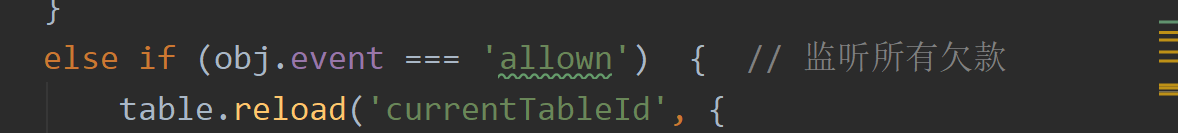 }
else if (obj.event === 'allown') { // 监听所有欠款
table.reload('currentTableId', {